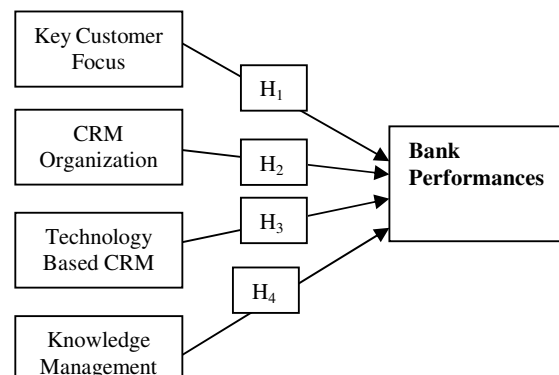 Key Customer
Focus
H₁
CRM
Organization
H₂
Bank
Performances
Technology
Based CRM
H₃
H₄
Knowledge
Management